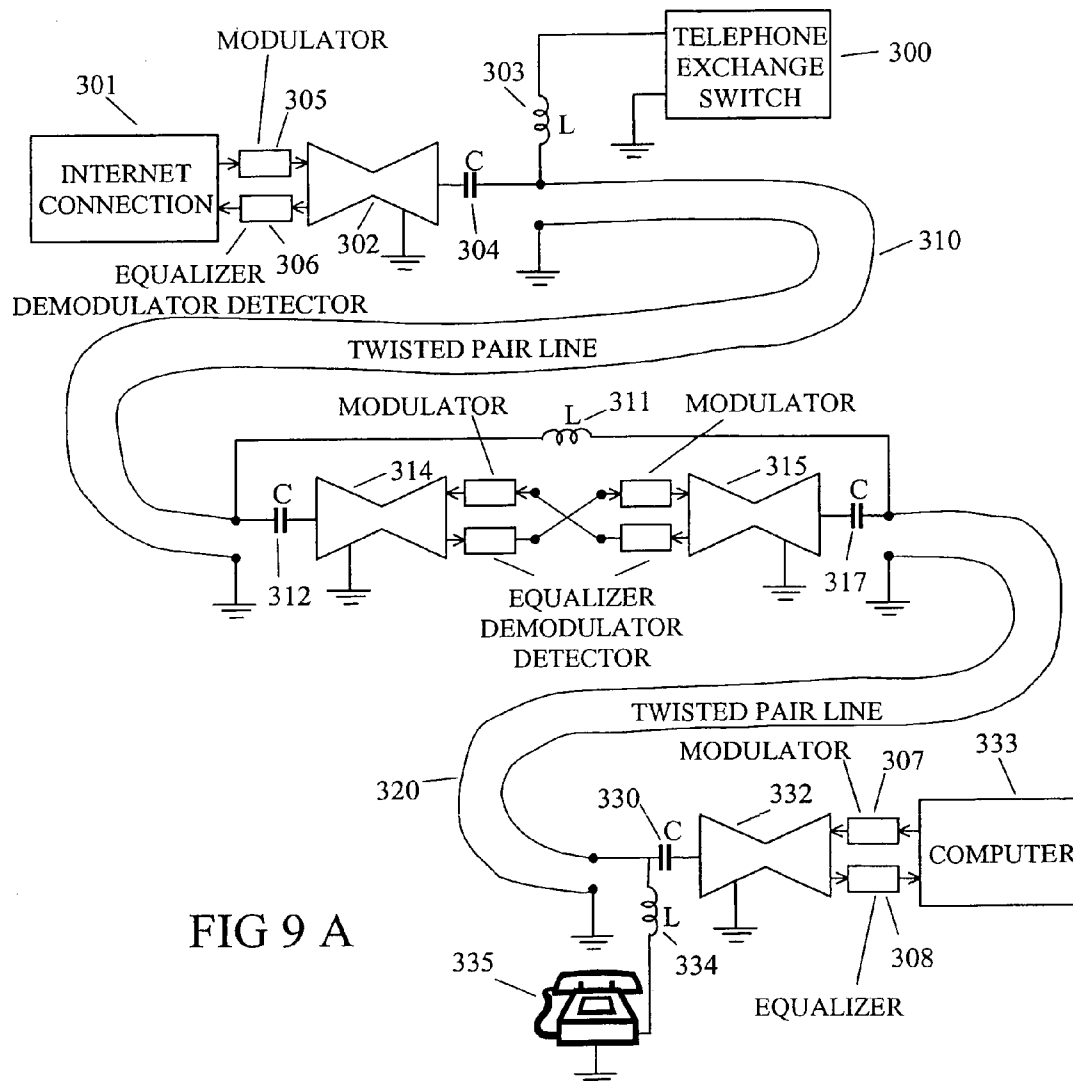 MODULATOR
TELEPHONE
EXCHANGE
SWITCH
300
303
L
301
305
INTERNET
CONNECTION
C
302
304
306
310
EQUALIZER
DEMODULATOR DETECTOR
TWISTED PAIR LINE
MODULATOR
L
311
MODULATOR
314
315
C
C
312
317
EQUALIZER
DEMODULATOR
DETECTOR
TWISTED PAIR LINE
MODULATOR
307
333
320
330
332
C
COMPUTER
L
334
308
335
EQUALIZER
FIG 9 A